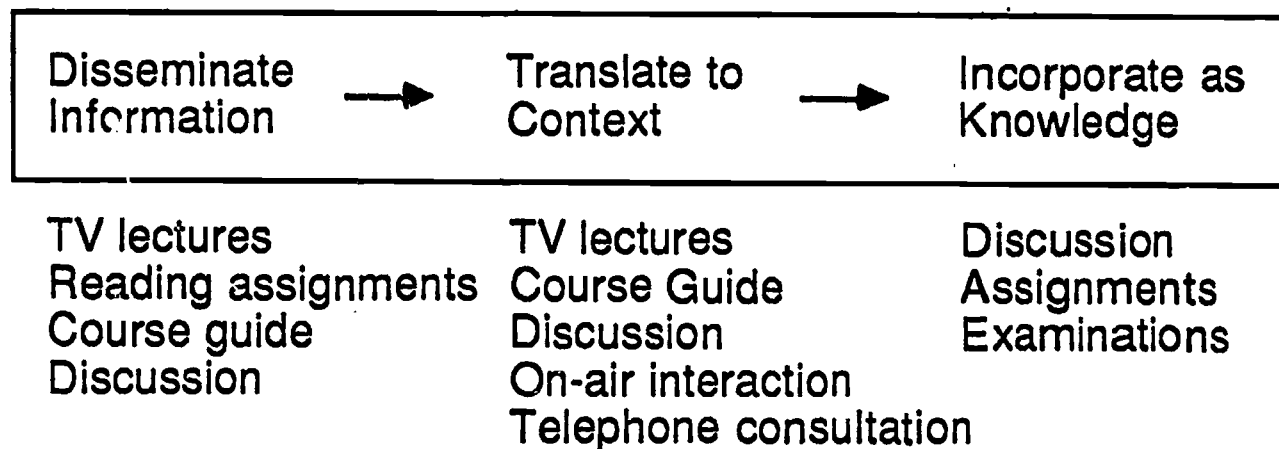 Disseminate
Information
Translate to
Context
Incorporate as
Knowledge
TV lectures
Reading assignments
Course guide
Discussion
TV lectures
Course Guide
Discussion
On-air interaction
Telephone consultation
Discussion
Assignments
Examinations